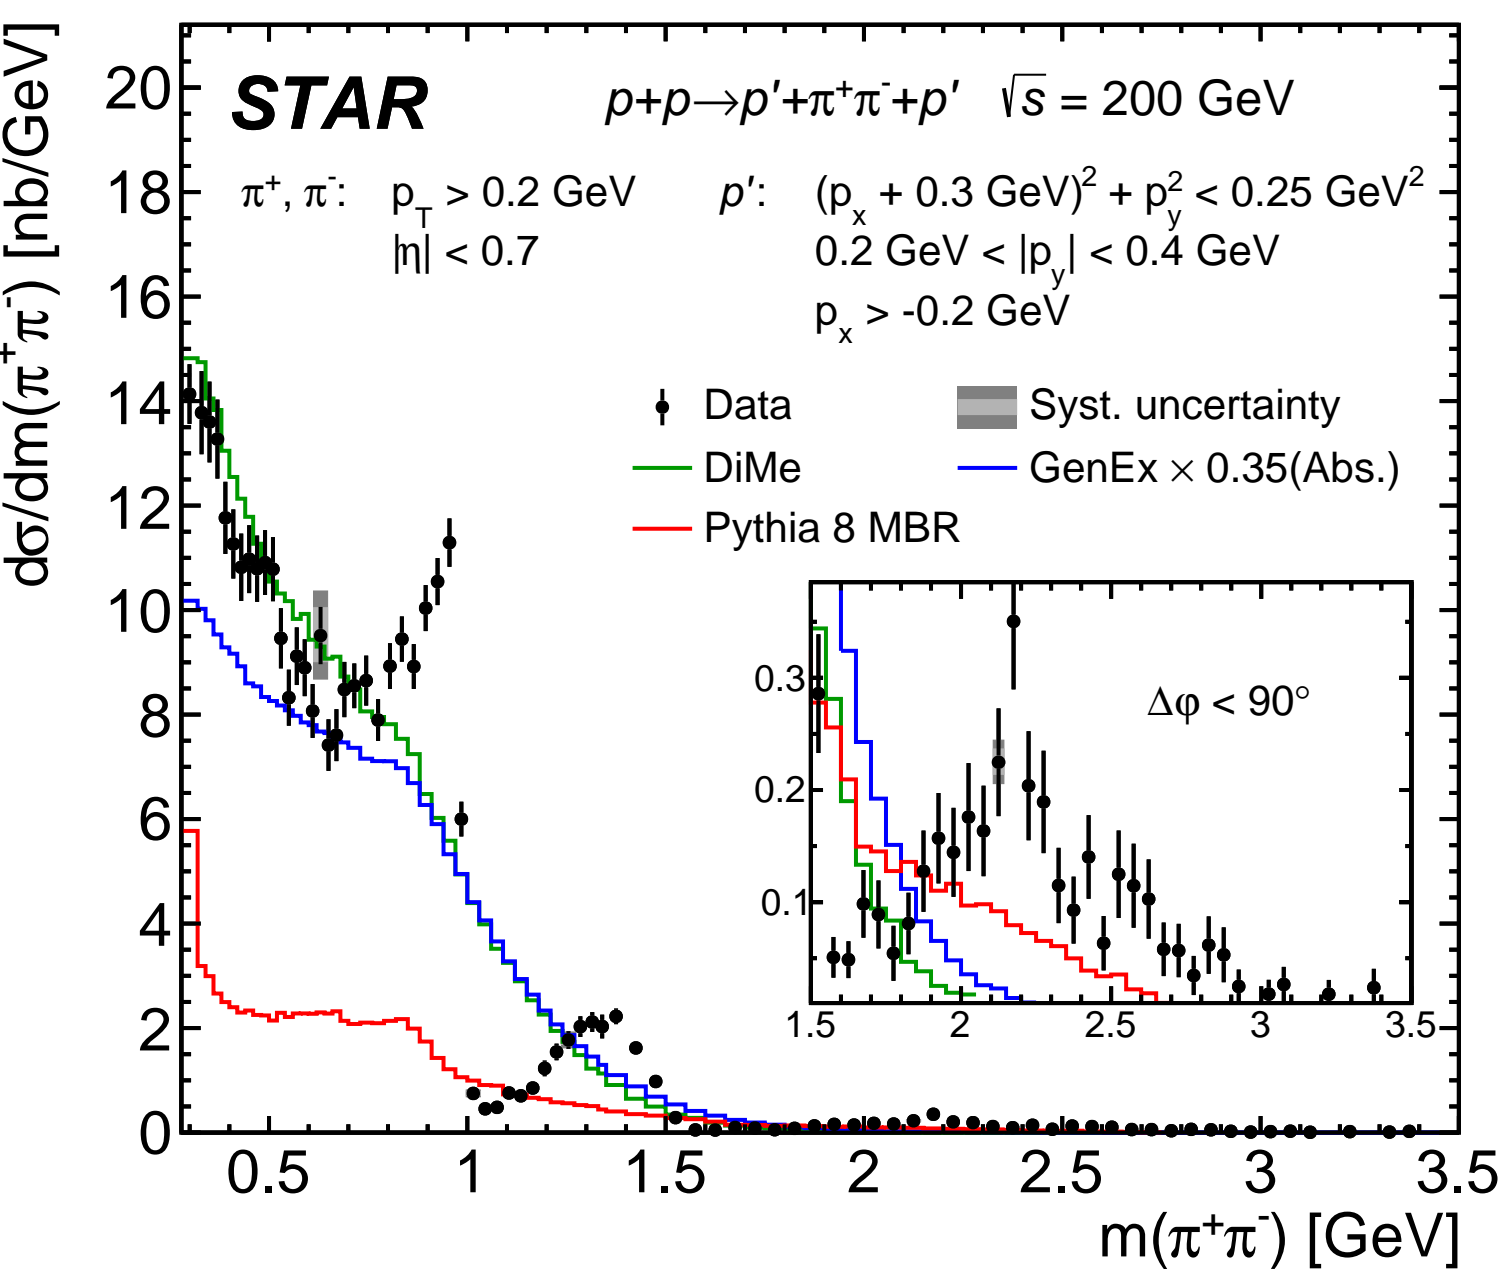 dσ/dm(π⁺π⁻) [nb/GeV]
STAR
p+p→p′+π⁺π⁻+p′ √s = 200 GeV
π⁺, π⁻: p_T > 0.2 GeV p′: (p_x + 0.3 GeV)² + p_y² < 0.25 GeV²
|η| < 0.7 0.2 GeV < |p_y| < 0.4 GeV
p_x > -0.2 GeV
Data Syst. uncertainty
DiMe GenEx × 0.35(Abs.)
Pythia 8 MBR
20
18
16
14
12
10
8
6
4
2
0
Δφ < 90°
0.3
0.2
0.1
1.5 2 2.5 3 3.5
0.5 1 1.5 2 2.5 3 3.5
m(π⁺π⁻) [GeV]